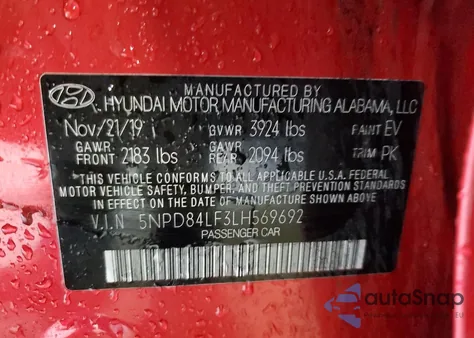 MANUFACTURED BY
HYUNDAI MOTOR MANUFACTURING ALABAMA, LLC
Nov/21/19 GVWR 3924 lbs PAINT EV
GAWR FRONT 2183 lbs GAWR REAR 2094 lbs TRIM PK
"THIS VEHICLE CONFORMS TO ALL APPLICABLE U.S.A. FEDERAL
MOTOR VEHICLE SAFETY, BUMPER, AND THEFT PREVENTION STANDARDS
IN EFFECT ON THE DATE OF MANUFACTURE SHOWN ABOVE."
V.I.N 5NPD84LF3LH569692
PASSENGER CAR
autoSnap